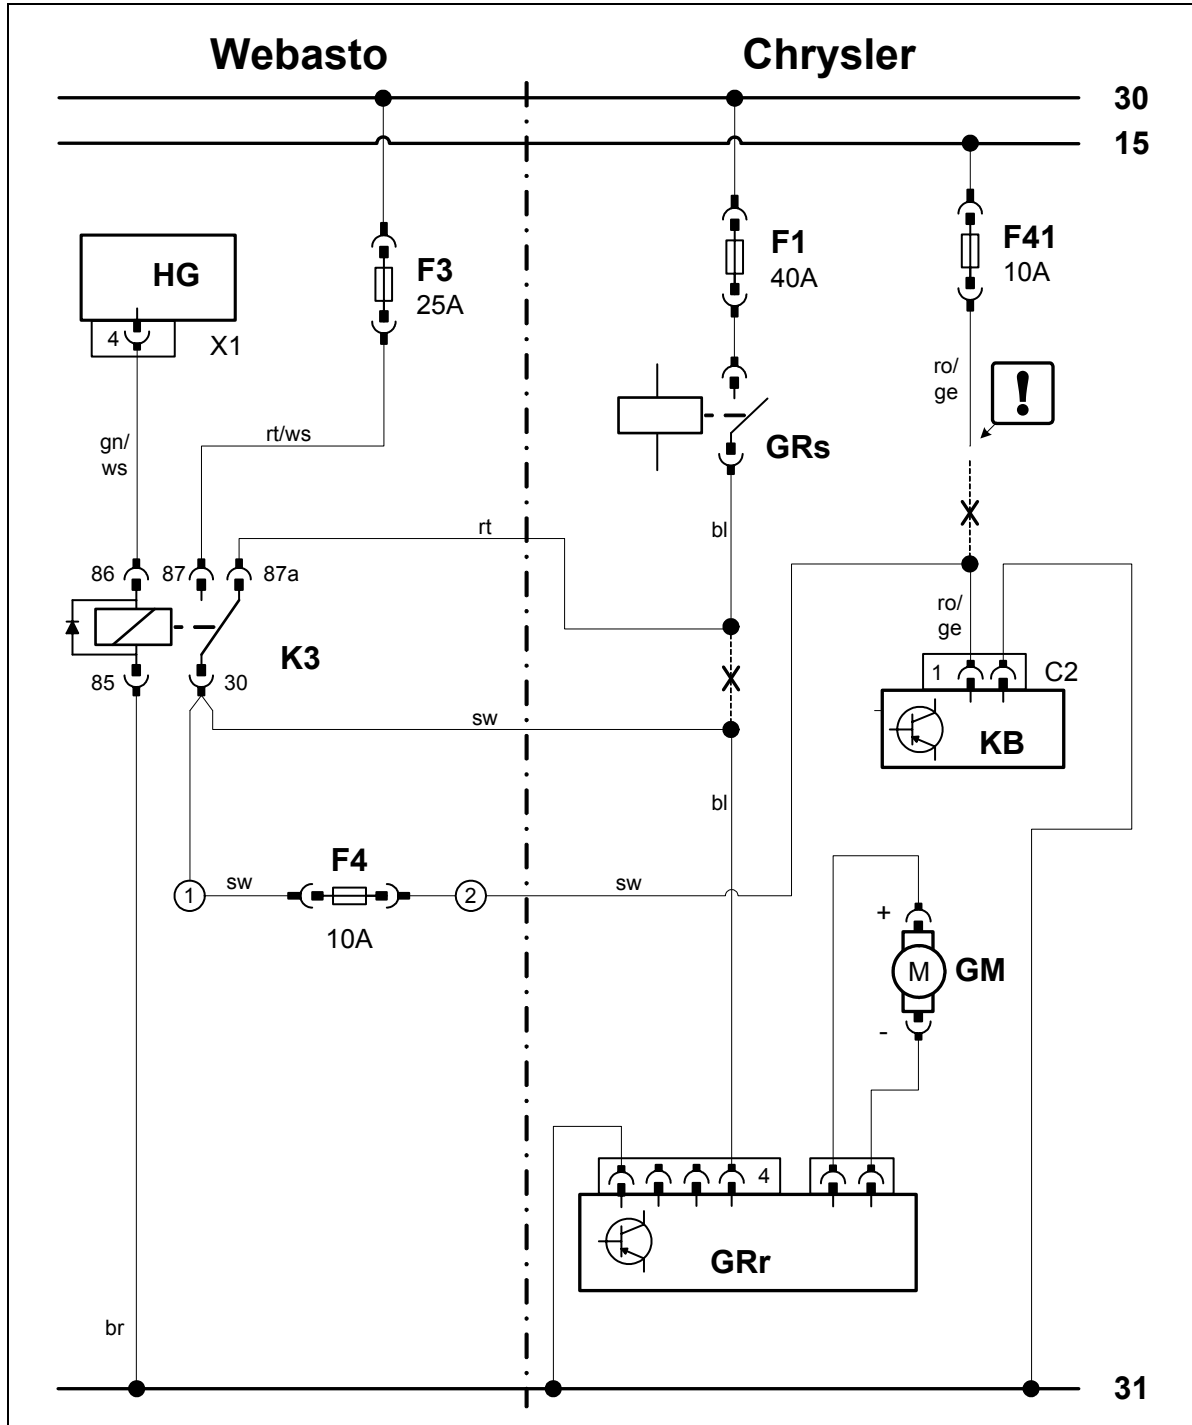 Webasto
Chrysler
30
15
HG
4
X1
F3
25A
F1
40A
F41
10A
ro/
ge
!
gn/
ws
rt/ws
GRs
rt
bl
86
87
87a
K3
85
30
sw
ro/
ge
1
C2
KB
bl
F4
1
sw
2
sw
10A
+
M
GM
-
4
GRr
br
31